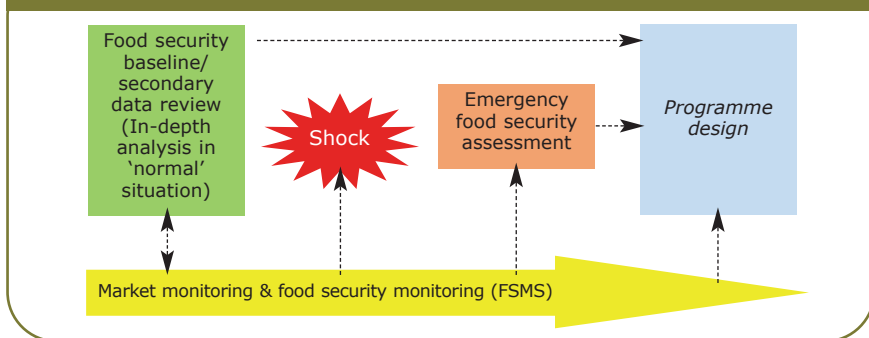 Food security
baseline/
secondary
data review
(In-depth
analysis in
‘normal’
situation)
Shock
Emergency
food security
assessment
Programme
design
Market monitoring & food security monitoring (FSMS)